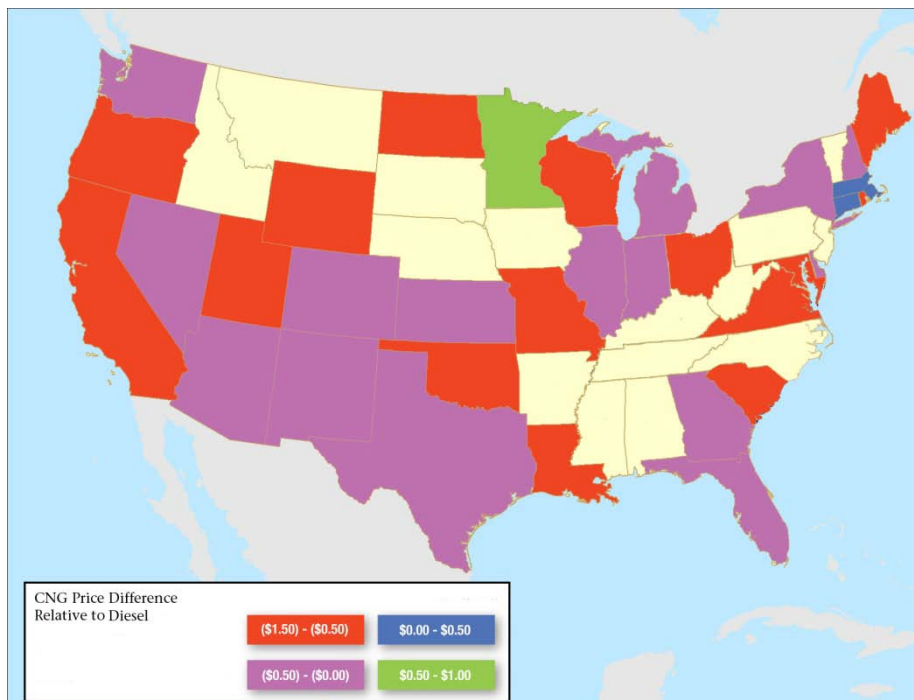 CNG Price Difference
Relative to Diesel
($1.50) - ($0.50)
$0.00 - $0.50
($0.50) - ($0.00)
$0.50 - $1.00